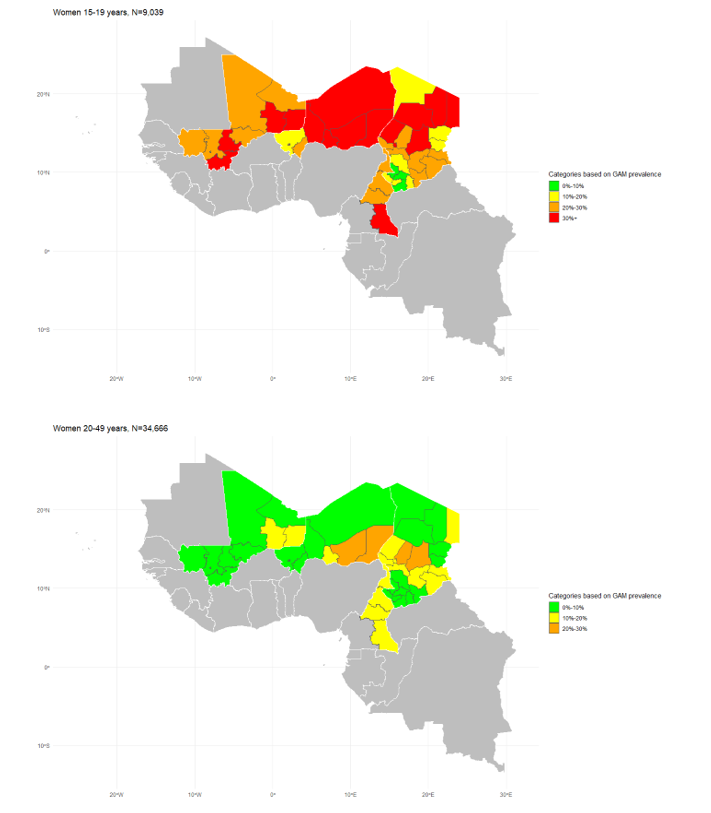 Women 15-19 years, N=9,039
20°N
10°N
0°
10°S
20°W
10°W
0°
10°E
20°E
30°E
Categories based on GAM prevalence
0%-10%
10%-20%
20%-30%
30%+
Women 20-49 years, N=34,666
20°N
10°N
0°
10°S
20°W
10°W
0°
10°E
20°E
30°E
Categories based on GAM prevalence
0%-10%
10%-20%
20%-30%